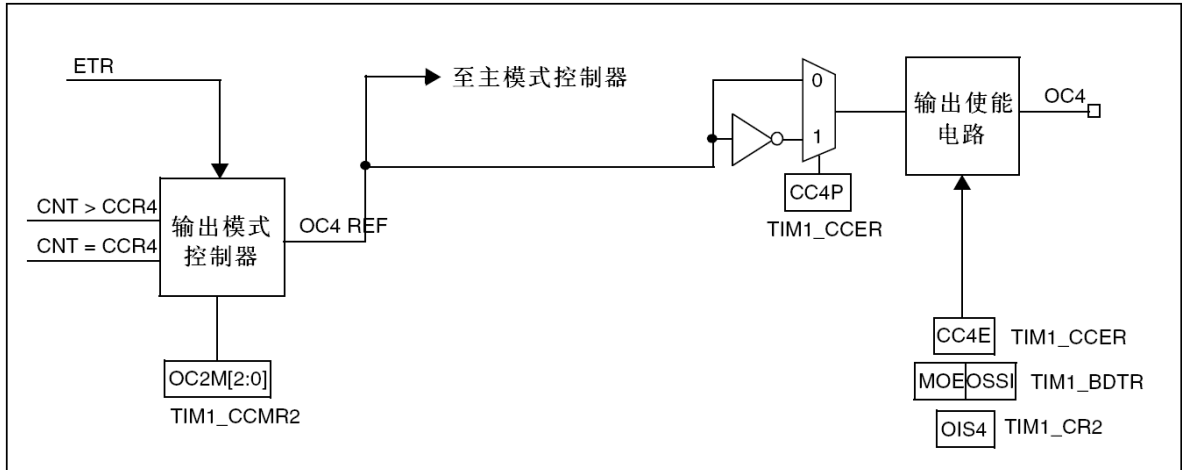 ETR
至主模式控制器
0
1
输出使能
电路
OC4
CC4P
TIM1_CCER
CNT > CCR4
CNT = CCR4
输出模式
控制器
OC4 REF
OC2M[2:0]
TIM1_CCMR2
CC4E TIM1_CCER
MOE OSSI TIM1_BDTR
OIS4 TIM1_CR2